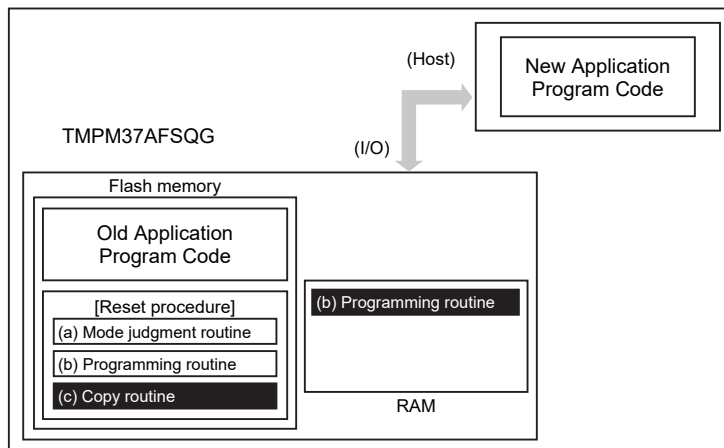 (Host)
New Application
Program Code
TMPM37AFSQG
(I/O)
Flash memory
Old Application
Program Code
[Reset procedure]
(a) Mode judgment routine
(b) Programming routine
(c) Copy routine
(b) Programming routine
RAM